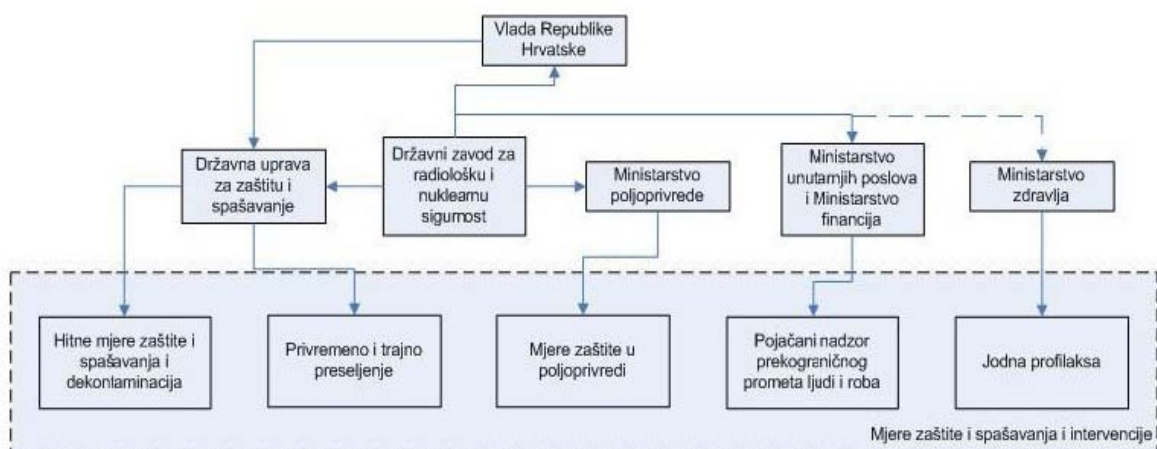 Vlada Republike
Hrvatske
Državna uprava
za zaštitu i
spašavanje
Državni zavod za
radiološku i
nuklearnu
sigurnost
Ministarstvo
poljoprivrede
Ministarstvo
unutarnjih poslova
i Ministarstvo
financija
Ministarstvo
zdravlja
Hitne mjere zaštite i
spašavanja i
dekontaminacija
Privremeno i trajno
preseljenje
Mjere zaštite u
poljoprivredi
Pojačani nadzor
prekograničnog
prometa ljudi i roba
Jodna profilaksa
Mjere zaštite i spašavanja i intervencije